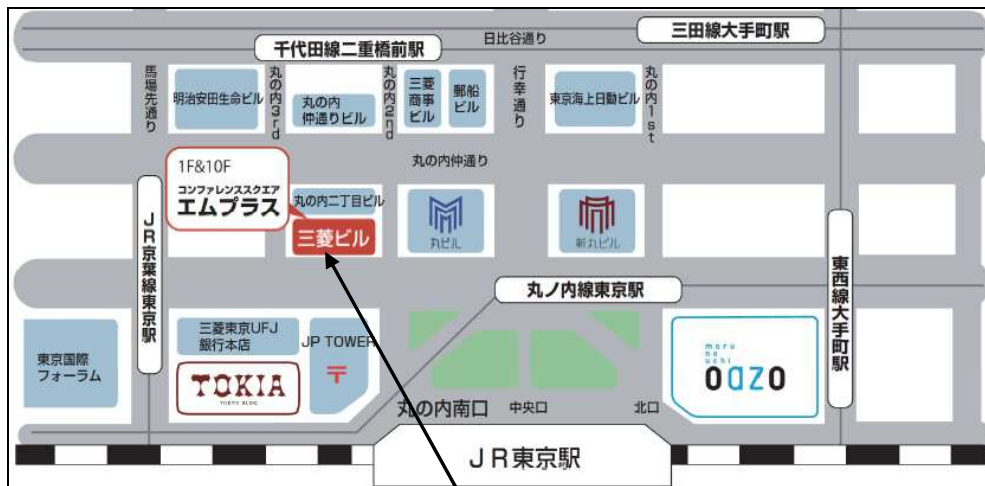 三田線大手町駅
日比谷通り
千代田線二重橋前駅
馬場先通り
明治安田生命ビル
丸の内3rd
丸の内
仲通りビル
丸の内2nd
三菱
商事
ビル
郵船
ビル
行幸通り
東京海上日動ビル
丸の内1st
丸の内仲通り
1F&10F
コンファレンススクエア
エムプラス
丸の内二丁目ビル
三菱ビル
丸ビル
新丸ビル
JR京葉線東京駅
丸ノ内線東京駅
東西線大手町駅
東京国際
フォーラム
三菱東京UFJ
銀行本店
TOKIA
TOKYO BLDG.
JP TOWER
maru
no
uchi
oazo
丸の内南口
中央口
北口
JR東京駅